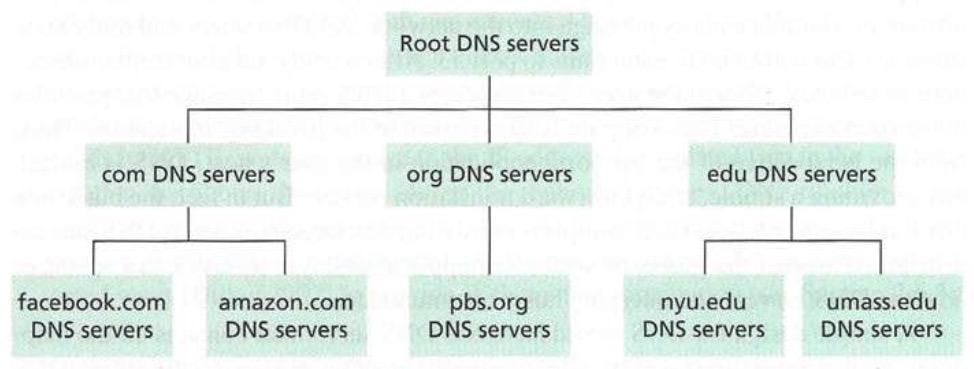 Root DNS servers
com DNS servers
org DNS servers
edu DNS servers
facebook.com
DNS servers
amazon.com
DNS servers
pbs.org
DNS servers
nyu.edu
DNS servers
umass.edu
DNS servers